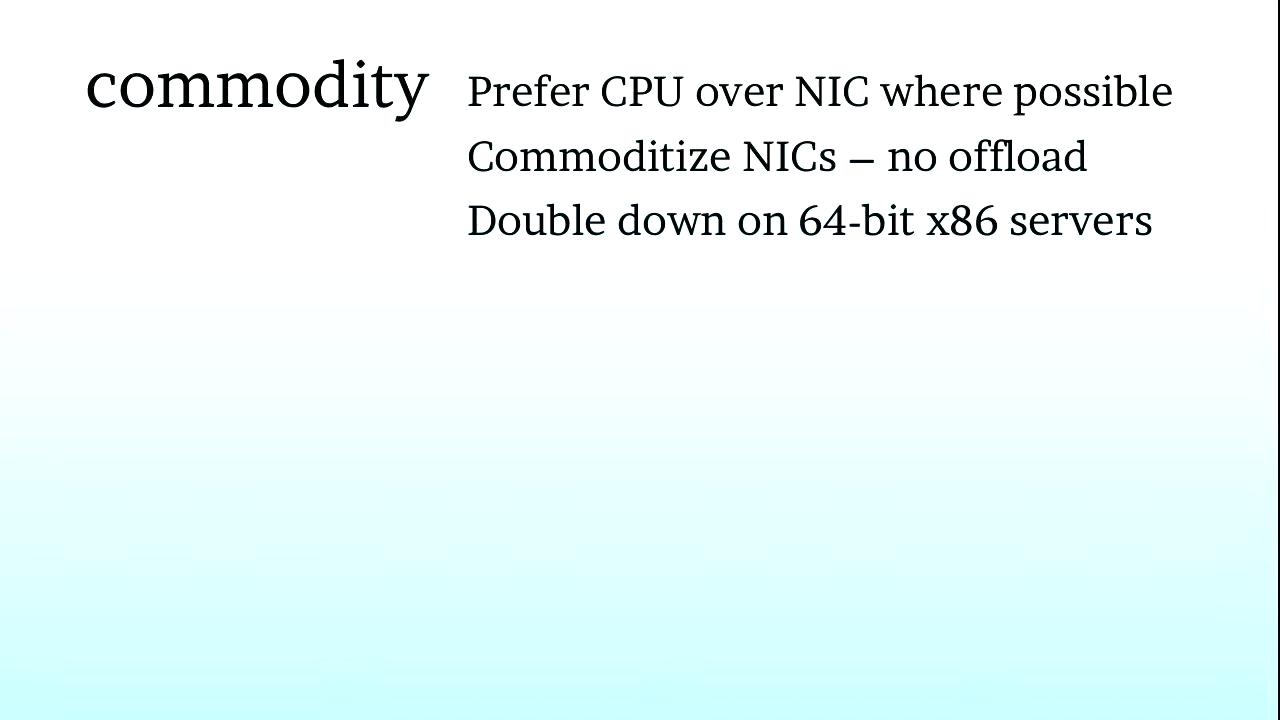 commodity
Prefer CPU over NIC where possible
Commoditize NICs – no offload
Double down on 64-bit x86 servers